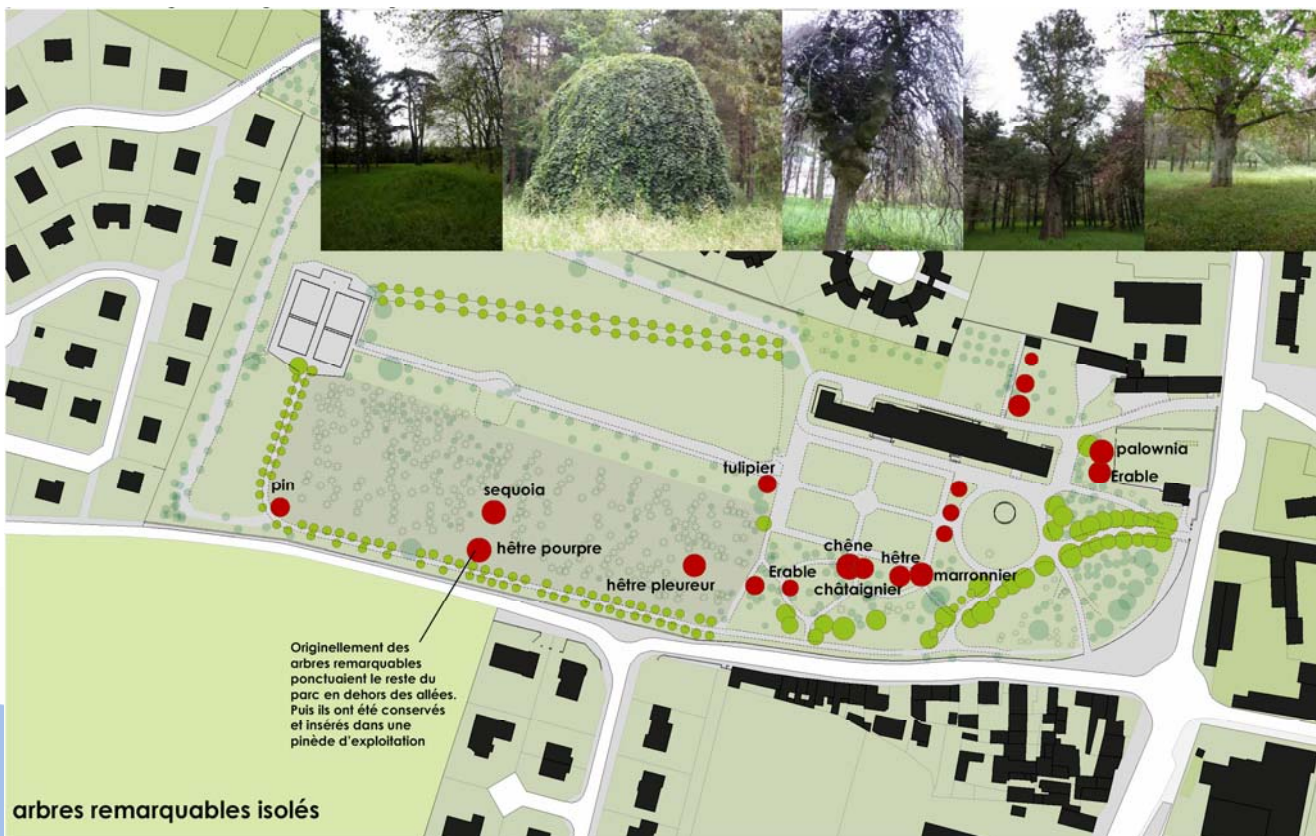 palownia
Erable
tulipier
pin
sequoia
hêtre pourpre
chêne
hêtre
Erable
marronnier
châtaignier
hêtre pleureur
Originellement des
arbres remarquables
ponctuaient le reste du
parc en dehors des allées.
Puis ils ont été conservés
et insérés dans une
pinède d'exploitation
arbres remarquables isolés